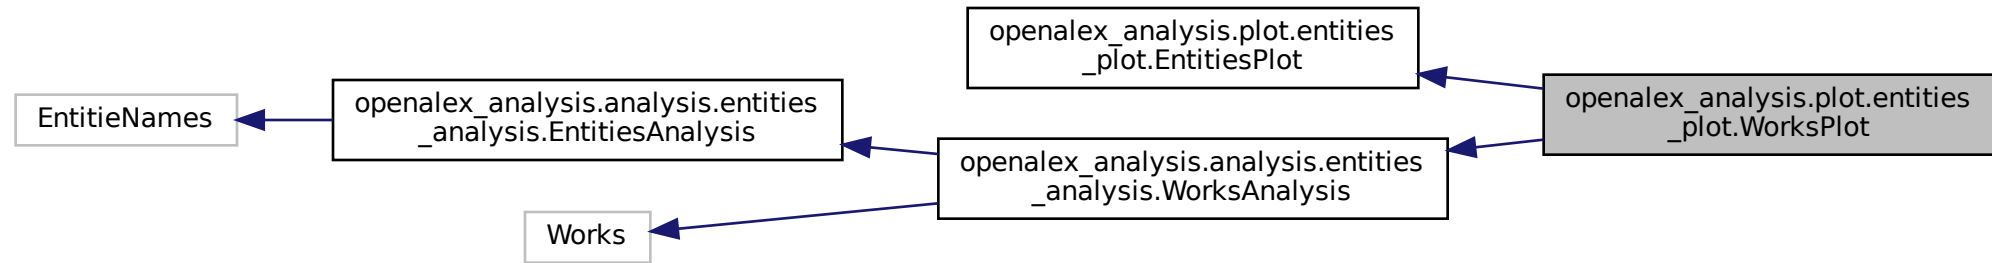 openalex_analysis.plot.entities
_plot.EntitiesPlot
openalex_analysis.plot.entities
_plot.WorksPlot
EntitieNames
openalex_analysis.analysis.entities
_analysis.EntitiesAnalysis
openalex_analysis.analysis.entities
_analysis.WorksAnalysis
Works